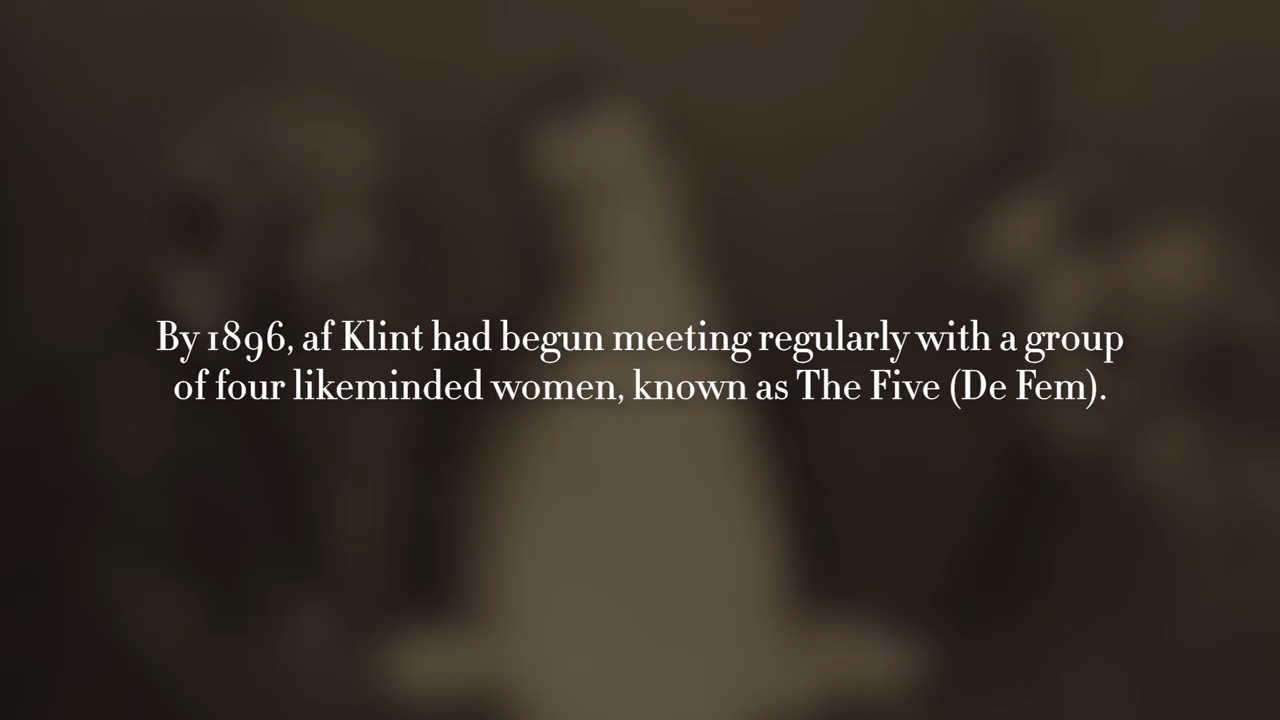 By 1896, af Klint had begun meeting regularly with a group
of four likeminded women, known as The Five (De Fem).